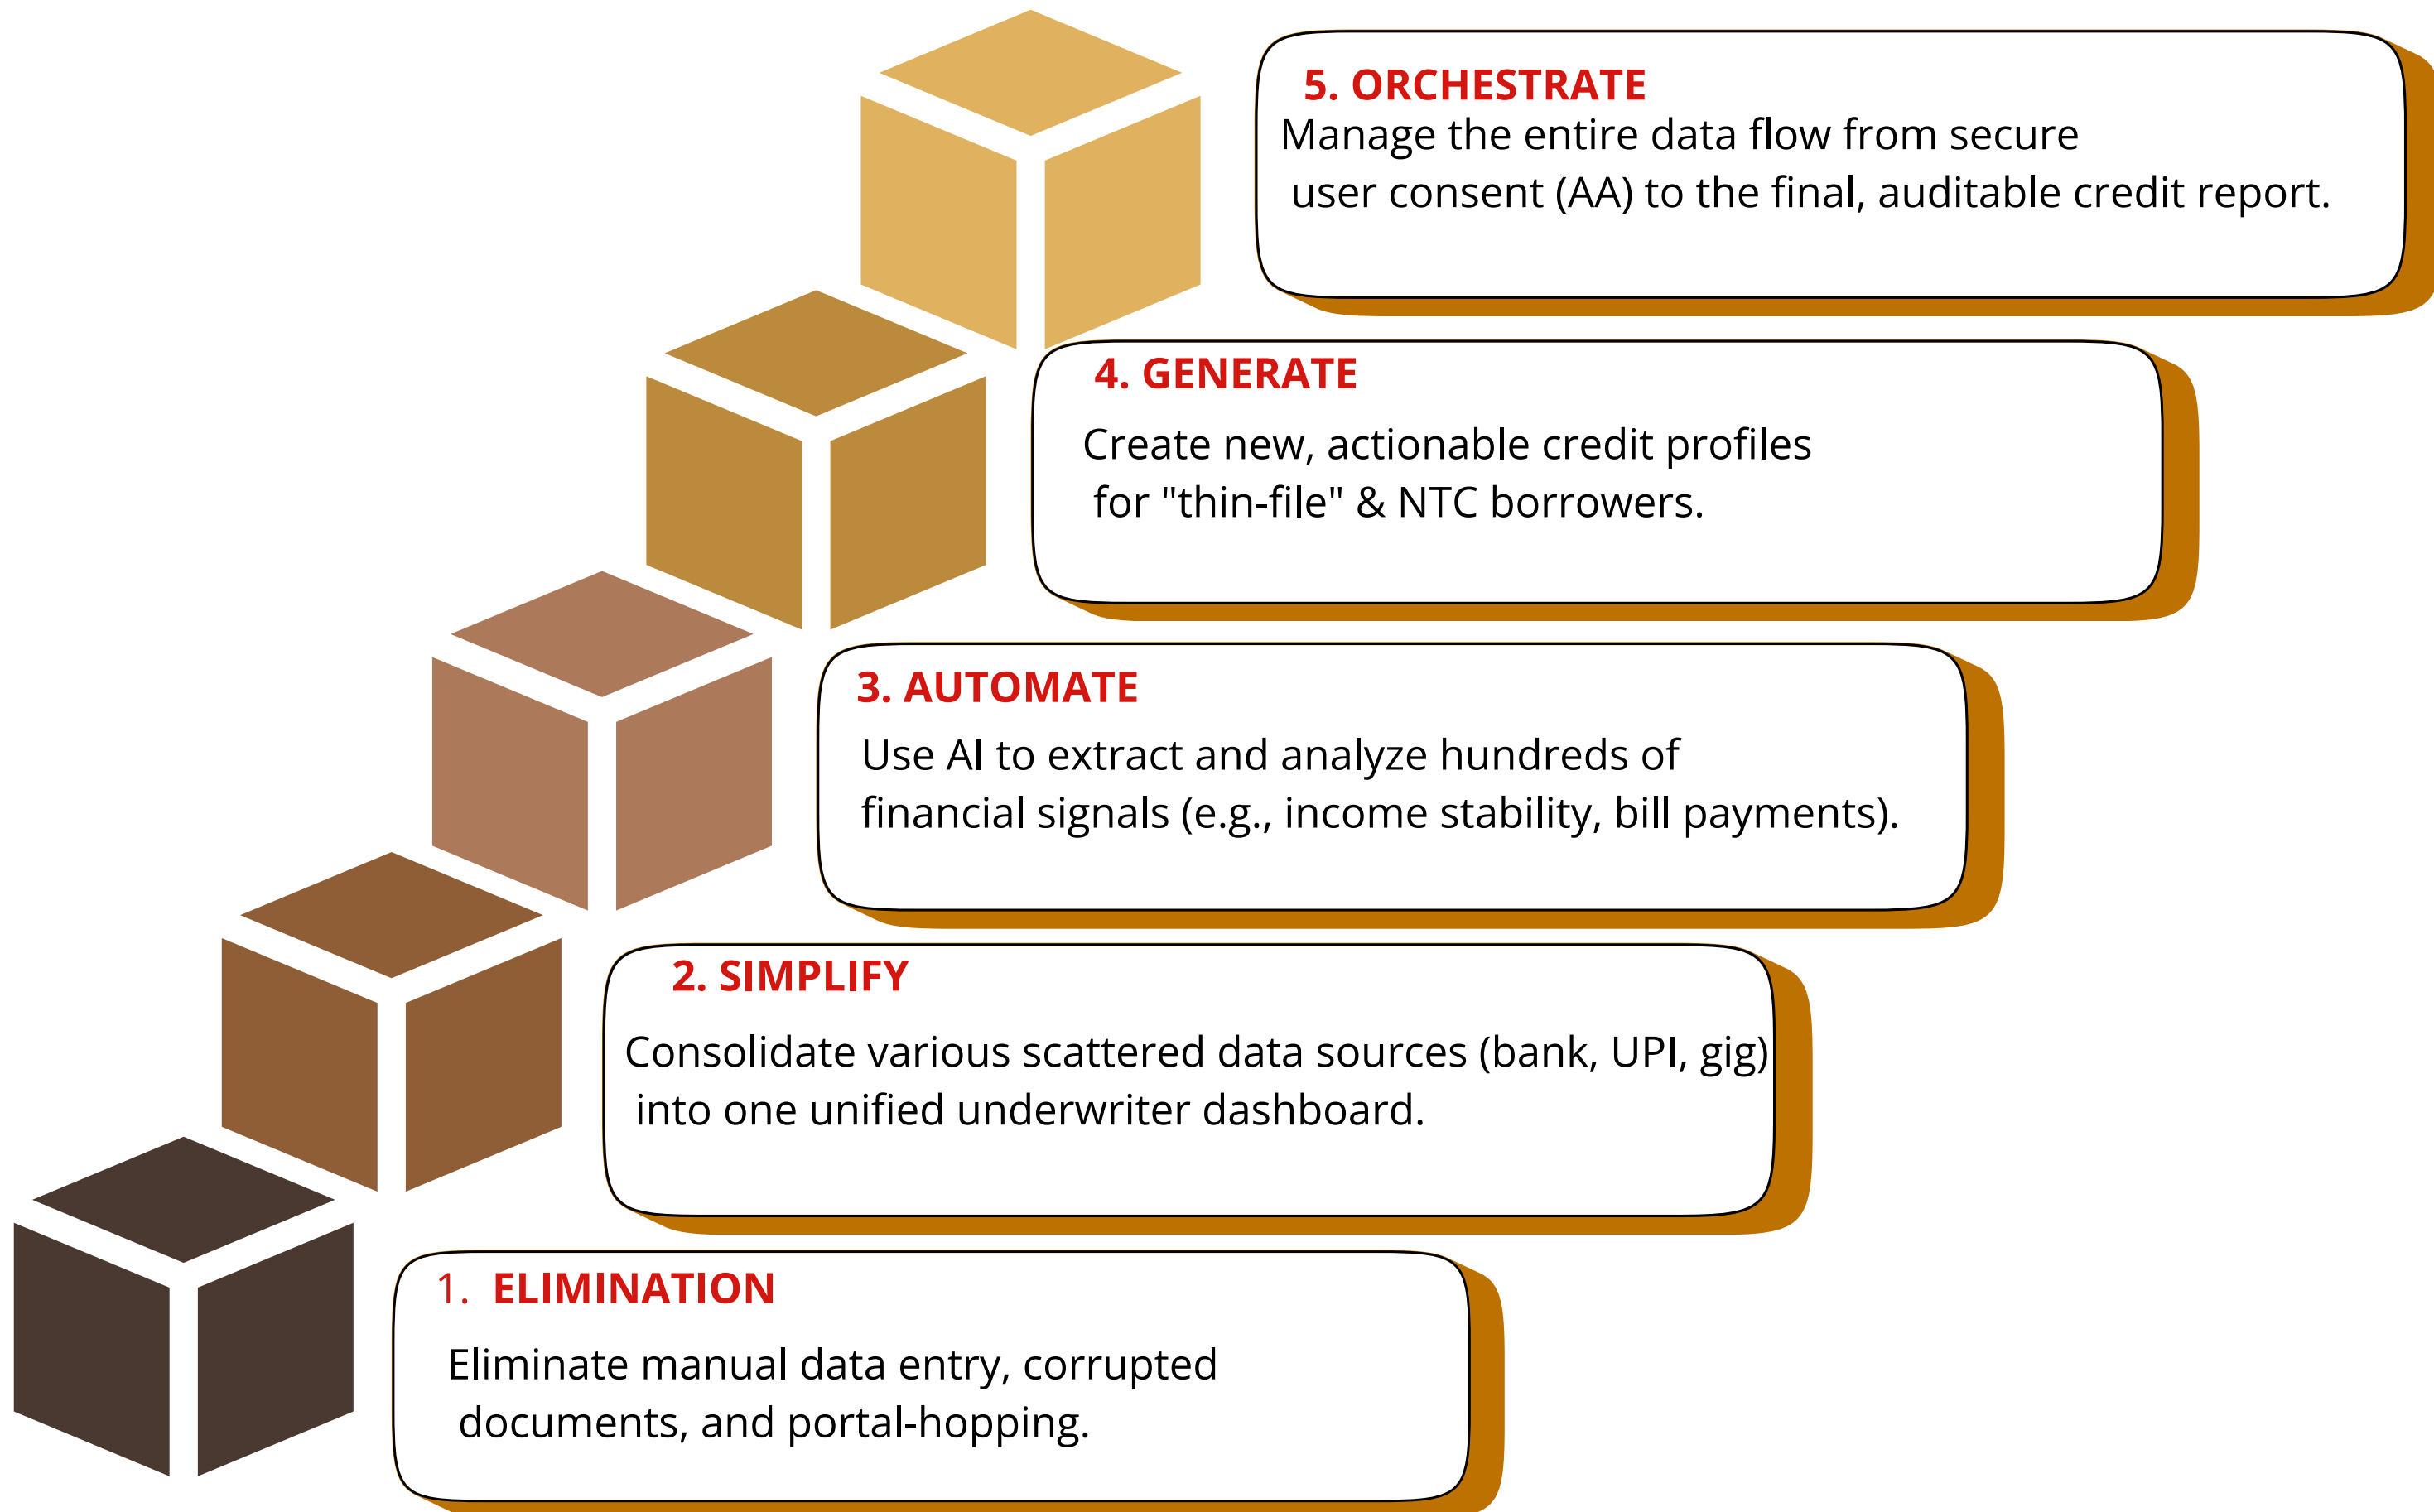 5. ORCHESTRATE
Manage the entire data flow from secure
user consent (AA) to the final, auditable credit report.
4. GENERATE
Create new, actionable credit profiles
for "thin-file" & NTC borrowers.
3. AUTOMATE
Use AI to extract and analyze hundreds of
financial signals (e.g., income stability, bill payments).
2. SIMPLIFY
Consolidate various scattered data sources (bank, UPI, gig)
into one unified underwriter dashboard.
1. ELIMINATION
Eliminate manual data entry, corrupted
documents, and portal-hopping.